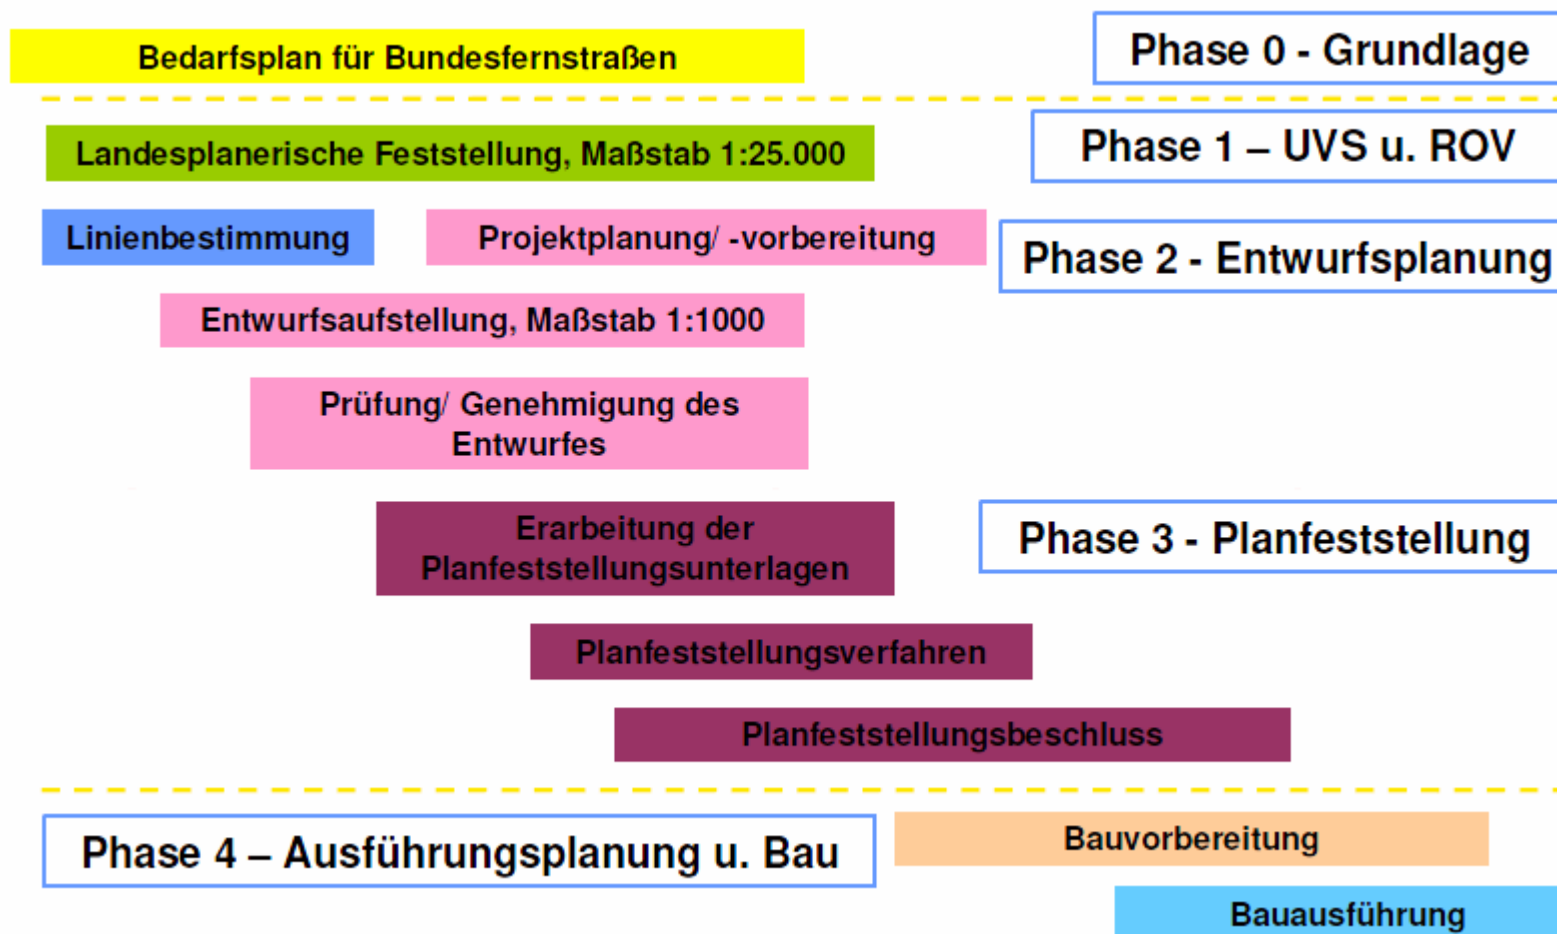 Bedarfsplan für Bundesfernstraßen
Phase 0 - Grundlage
Landesplanerische Feststellung, Maßstab 1:25.000
Phase 1 – UVS u. ROV
Linienbestimmung
Projektplanung/ -vorbereitung
Phase 2 - Entwurfsplanung
Entwurfsaufstellung, Maßstab 1:1000
Prüfung/ Genehmigung des
Entwurfes
Erarbeitung der
Planfeststellungsunterlagen
Phase 3 - Planfeststellung
Planfeststellungsverfahren
Planfeststellungsbeschluss
Phase 4 – Ausführungsplanung u. Bau
Bauvorbereitung
Bauausführung